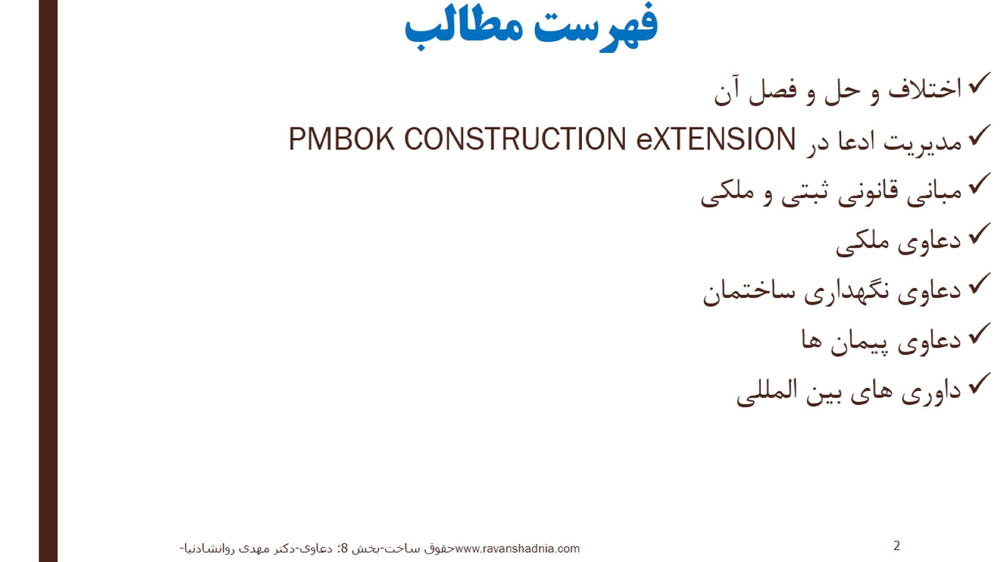 فهرست مطالب
✓ اختلاف و حل و فصل آن
✓ مدیریت ادعا در PMBOK CONSTRUCTION eXTENSION
✓ مبانی قانونی ثبتی و ملکی
✓ دعاوی ملکی
✓ دعاوی نگهداری ساختمان
✓ دعاوی پیمان ها
✓ داوری های بین المللی
www.ravanshadnia.comحقوق ساخت-بخش 8: دعاوی-دکتر مهدی روانشادنیا-
2